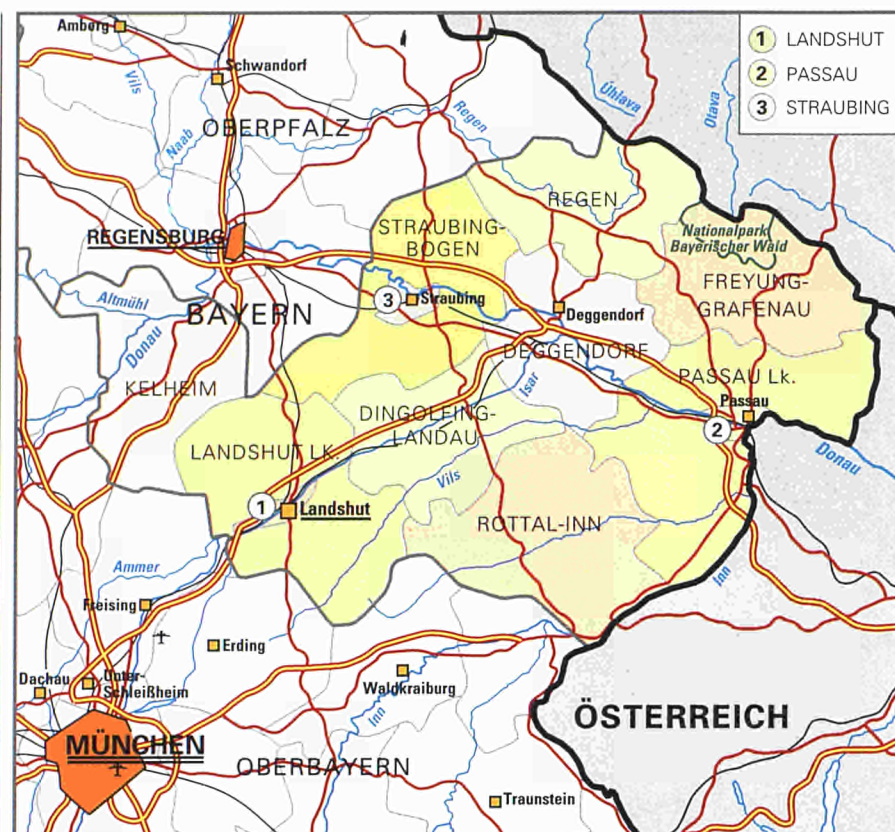 Amberg
Vils
Schwandorf
Naab
OBERPFALZ
Regen
Úhlava
Otava
1 LANDSHUT
2 PASSAU
3 STRAUBING
REGEN
REGENSBURG
STRAUBING-
BOGEN
Nationalpark
Bayerischer Wald
FREYUNG-
GRAFENAU
Altmühl
Donau
BAYERN
3
Straubing
Deggendorf
DEGGENDORF
KELHEIM
PASSAU Lk.
Passau
Isar
DINGOLFING-
LANDAU
2
Donau
LANDSHUT LK.
Vils
1
Landshut
ROTTAL-INN
Ammer
Inn
Freising
Erding
Dachau
Unter-
Schleißheim
Waldkraiburg
Inn
ÖSTERREICH
MÜNCHEN
OBERBAYERN
Traunstein